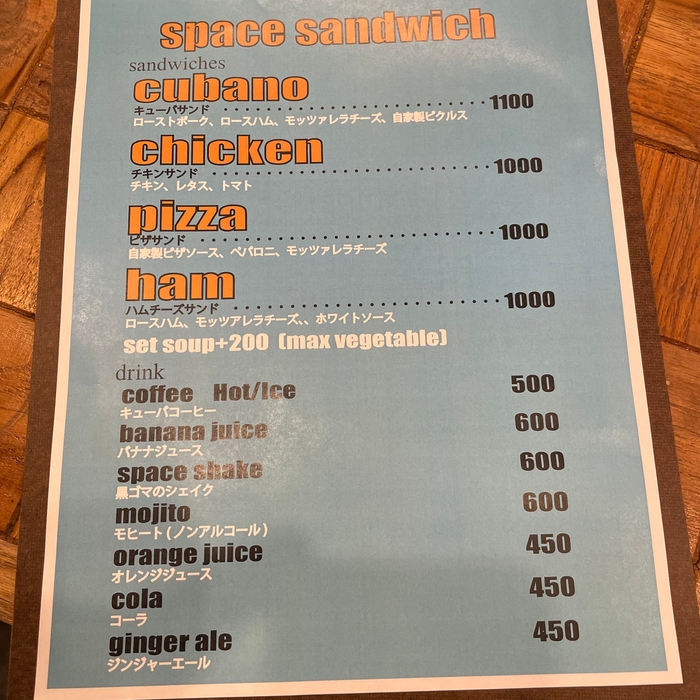 space sandwich
sandwiches
cubano
キューバサンド ・・・・・・・・・・・・・・・・・・・・・・・・・・ 1100
ローストポーク、ロースハム、モッツァレラチーズ、自家製ピクルス
chicken
チキンサンド ・・・・・・・・・・・・・・・・・・・・・・・・・・・・ 1000
チキン、レタス、トマト
pizza
ピザサンド ・・・・・・・・・・・・・・・・・・・・・・・・・・・・・ 1000
自家製ピザソース、ペパロニ、モッツァレラチーズ
ham
ハムチーズサンド ・・・・・・・・・・・・・・・・・・・・・・・・・ 1000
ロースハム、モッツアレラチーズ、、ホワイトソース
set soup+200 (max vegetable)
drink
coffee Hot/Ice 500
キューバコーヒー
banana juice 600
バナナジュース
space shake 600
黒ゴマのシェイク
mojito 600
モヒート(ノンアルコール)
orange juice 450
オレンジジュース
cola 450
コーラ
ginger ale 450
ジンジャーエール